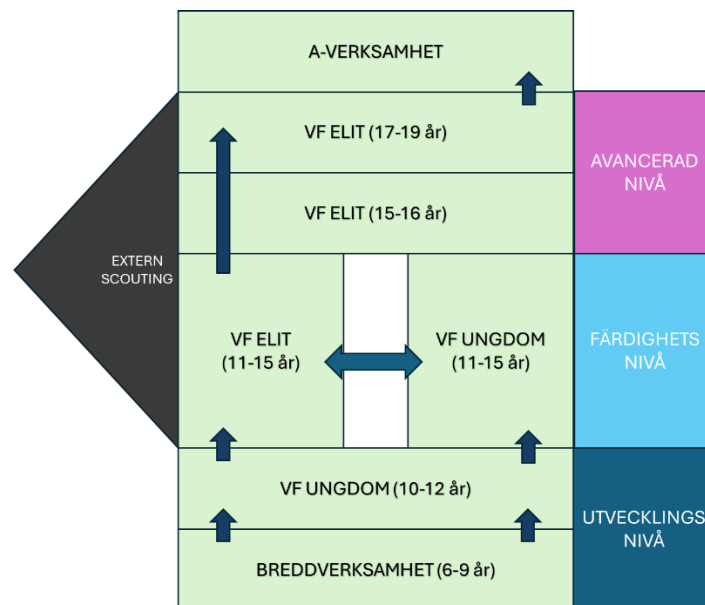 A-VERKSAMHET
VF ELIT (17-19 år)
AVANCERAD
NIVÅ
VF ELIT (15-16 år)
EXTERN
SCOUTING
VF ELIT
(11-15 år)
VF UNGDOM
(11-15 år)
FÄRDIGHETS
NIVÅ
VF UNGDOM (10-12 år)
UTVECKLINGS
NIVÅ
BREDDVERKSAMHET (6-9 år)